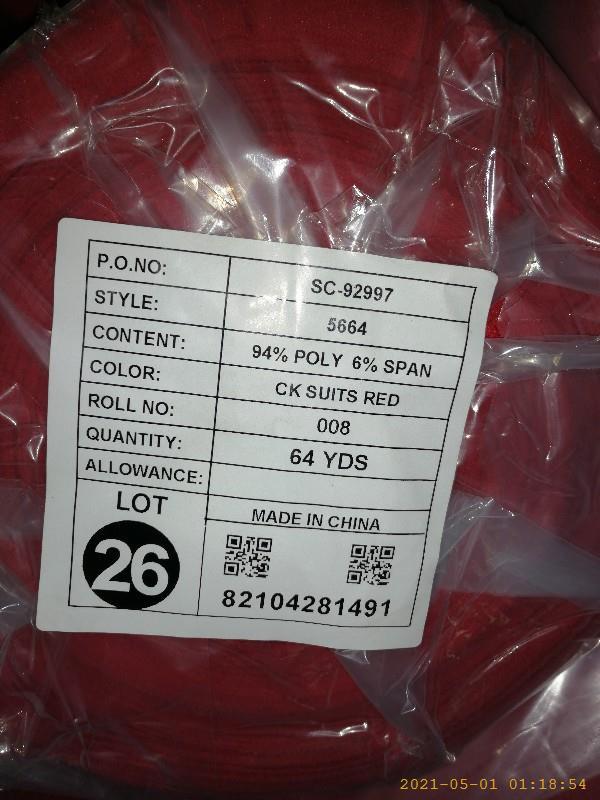 P.O.NO: SC-92997
STYLE: 5664
CONTENT: 94% POLY 6% SPAN
COLOR: CK SUITS RED
ROLL NO: 008
QUANTITY: 64 YDS
ALLOWANCE:
LOT MADE IN CHINA
26
82104281491
2021-05-01 01:18:54